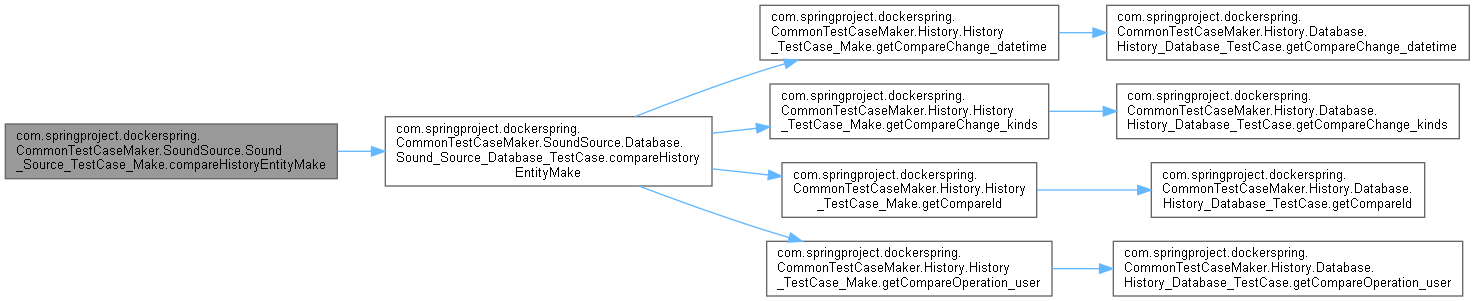 com.springproject.dockerspring.
CommonTestCaseMaker.SoundSource.Sound
_Source_TestCase_Make.compareHistoryEntityMake
com.springproject.dockerspring.
CommonTestCaseMaker.SoundSource.Database.
Sound_Source_Database_TestCase.compareHistory
EntityMake
com.springproject.dockerspring.
CommonTestCaseMaker.History.History
_TestCase_Make.getCompareChange_datetime
com.springproject.dockerspring.
CommonTestCaseMaker.History.Database.
History_Database_TestCase.getCompareChange_datetime
com.springproject.dockerspring.
CommonTestCaseMaker.History.History
_TestCase_Make.getCompareChange_kinds
com.springproject.dockerspring.
CommonTestCaseMaker.History.Database.
History_Database_TestCase.getCompareChange_kinds
com.springproject.dockerspring.
CommonTestCaseMaker.History.History
_TestCase_Make.getCompareId
com.springproject.dockerspring.
CommonTestCaseMaker.History.Database.
History_Database_TestCase.getCompareId
com.springproject.dockerspring.
CommonTestCaseMaker.History.History
_TestCase_Make.getCompareOperation_user
com.springproject.dockerspring.
CommonTestCaseMaker.History.Database.
History_Database_TestCase.getCompareOperation_user